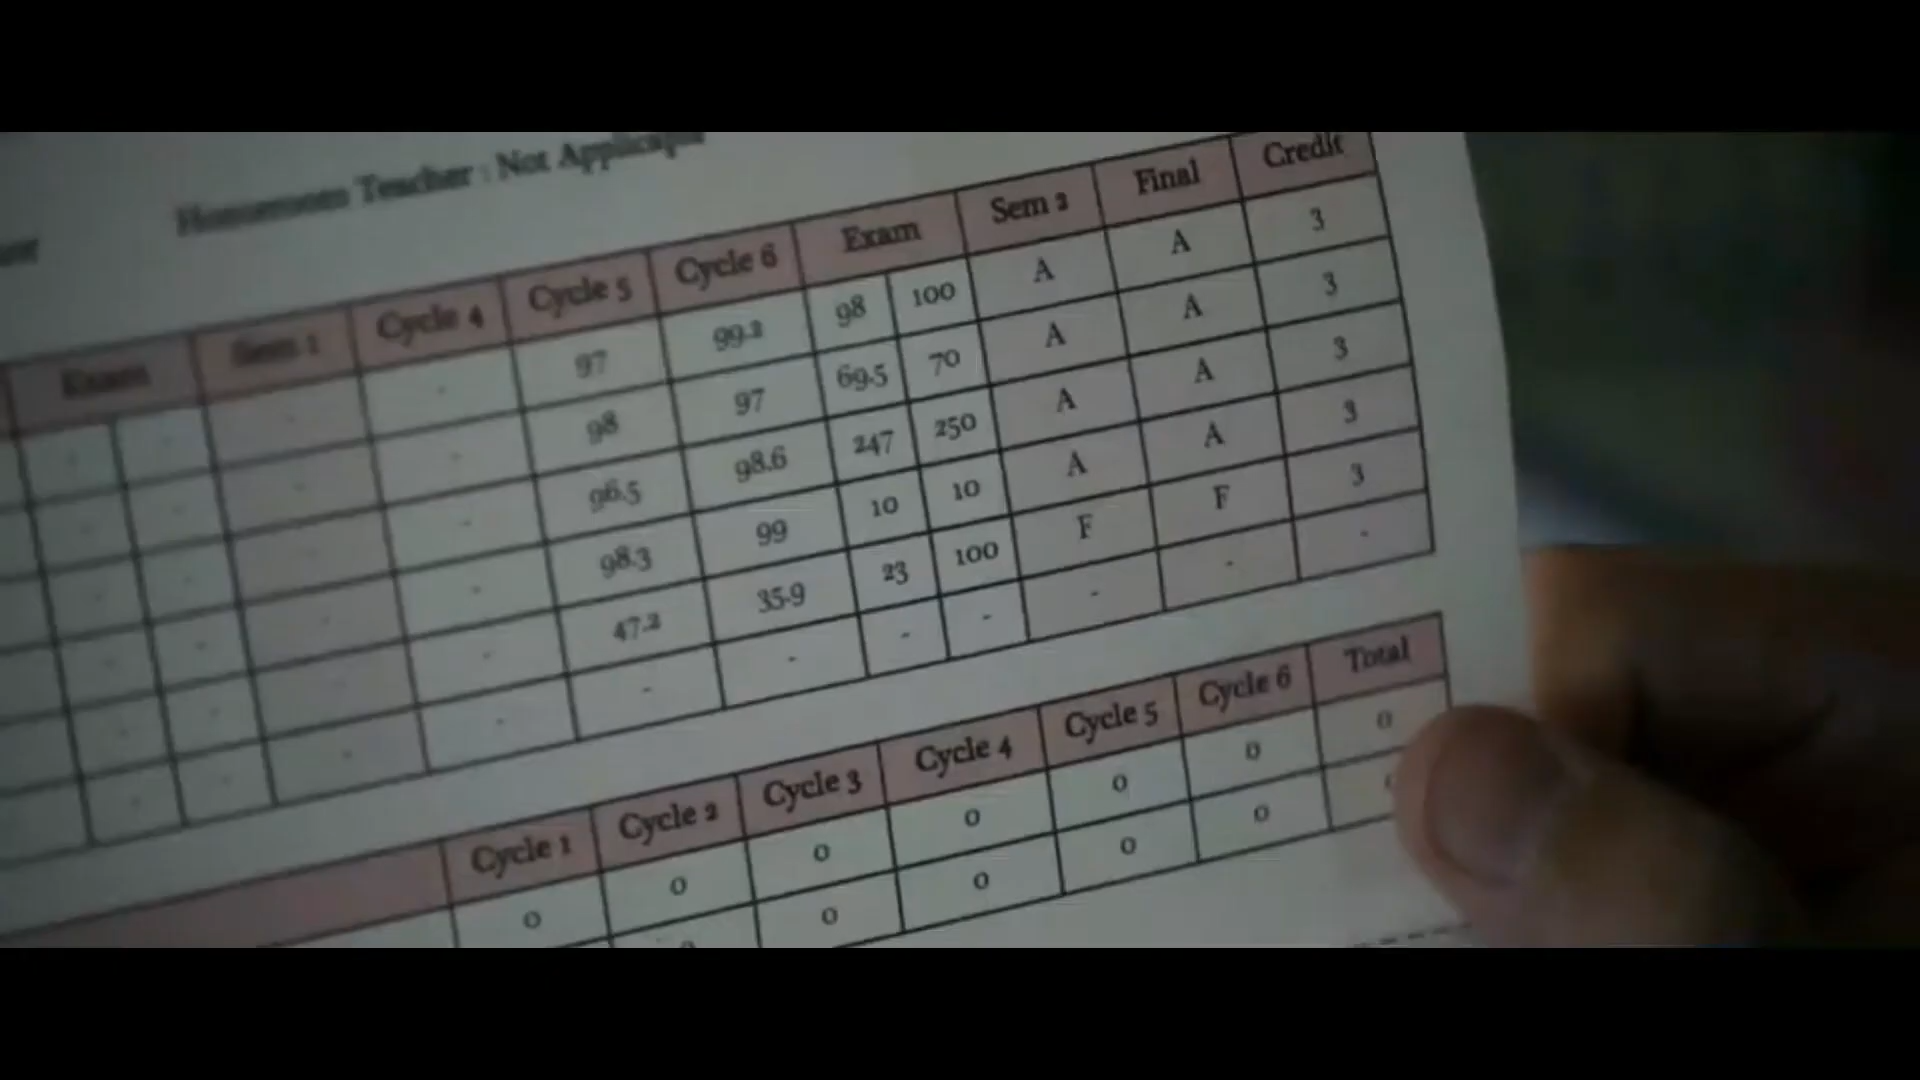 Homeroom Teacher : Not Applicable
Exam Sem 1 Cycle 4 Cycle 5 Cycle 6 Exam Sem 2 Final Credit
- - - - 97 99.2 98 100 A A 3
- - - - 98 97 69.5 70 A A 3
- - - - 96.5 98.6 247 250 A A 3
- - - - 98.3 99 10 10 A A 3
- - - - 47.2 35.9 23 100 F F 3
- - - - - - - - - - -
Cycle 1 Cycle 2 Cycle 3 Cycle 4 Cycle 5 Cycle 6 Total
0 0 0 0 0 0 0
0 0 0 0 0